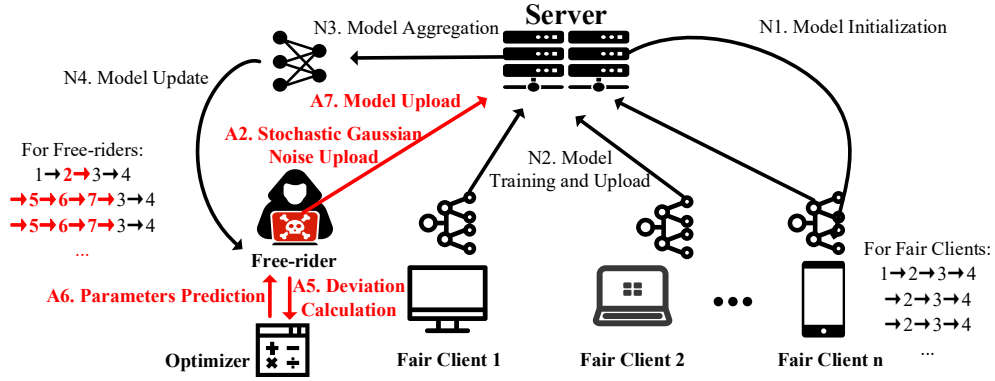 Server
N3. Model Aggregation
N1. Model Initialization
N4. Model Update
A7. Model Upload
A2. Stochastic Gaussian
Noise Upload
For Free-riders:
1→2→3→4
→5→6→7→3→4
→5→6→7→3→4
...
N2. Model
Training and Upload
Free-rider
A6. Parameters Prediction
A5. Deviation
Calculation
Optimizer
Fair Client 1
Fair Client 2
Fair Client n
For Fair Clients:
1→2→3→4
→2→3→4
→2→3→4
...